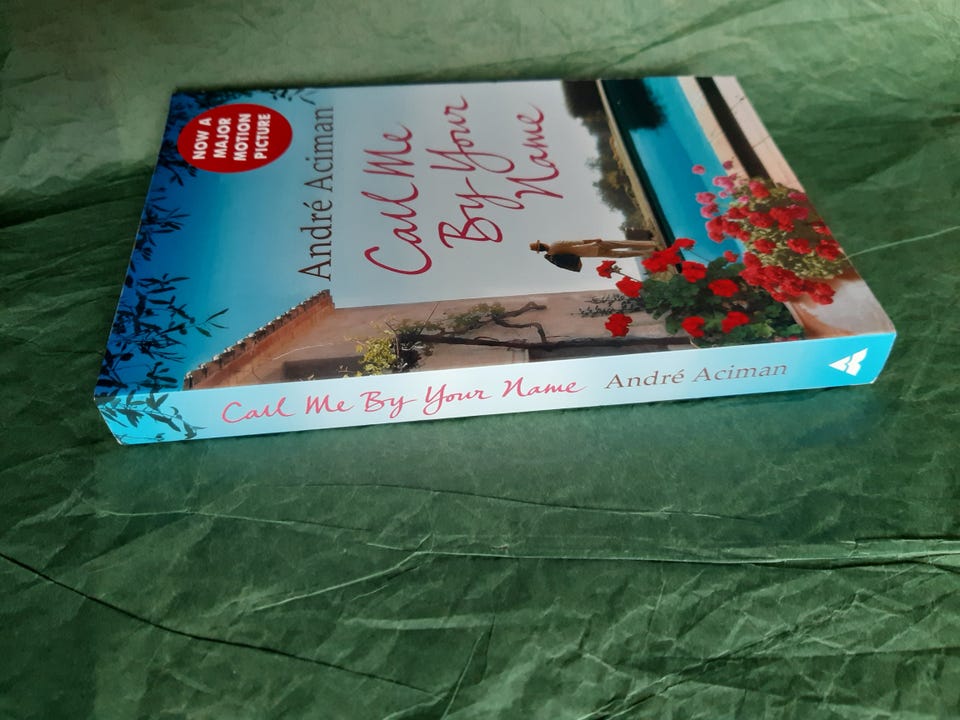 NOW A
MAJOR
MOTION
PICTURE
André Aciman
Call Me
By Your
Name
Call Me By Your Name André Aciman